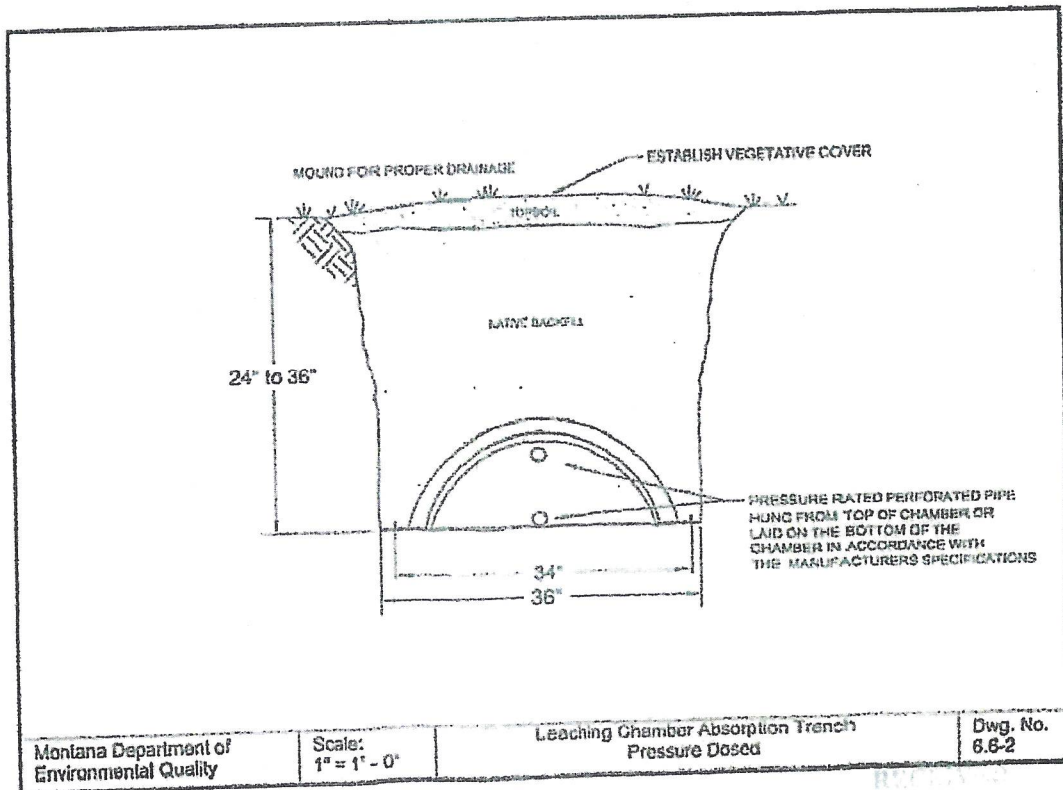 MOUND FOR PROPER DRAINAGE
ESTABLISH VEGETATIVE COVER
TOPSOIL
NATIVE BACKFILL
24" to 36"
PRESSURE RATED PERFORATED PIPE
HUNG FROM TOP OF CHAMBER OR
LAID ON THE BOTTOM OF THE
CHAMBER IN ACCORDANCE WITH
THE MANUFACTURERS SPECIFICATIONS
34"
36"
Montana Department of
Environmental Quality
Scale:
1" = 1' - 0"
Leaching Chamber Absorption Trench
Pressure Dosed
Dwg. No.
6.6-2